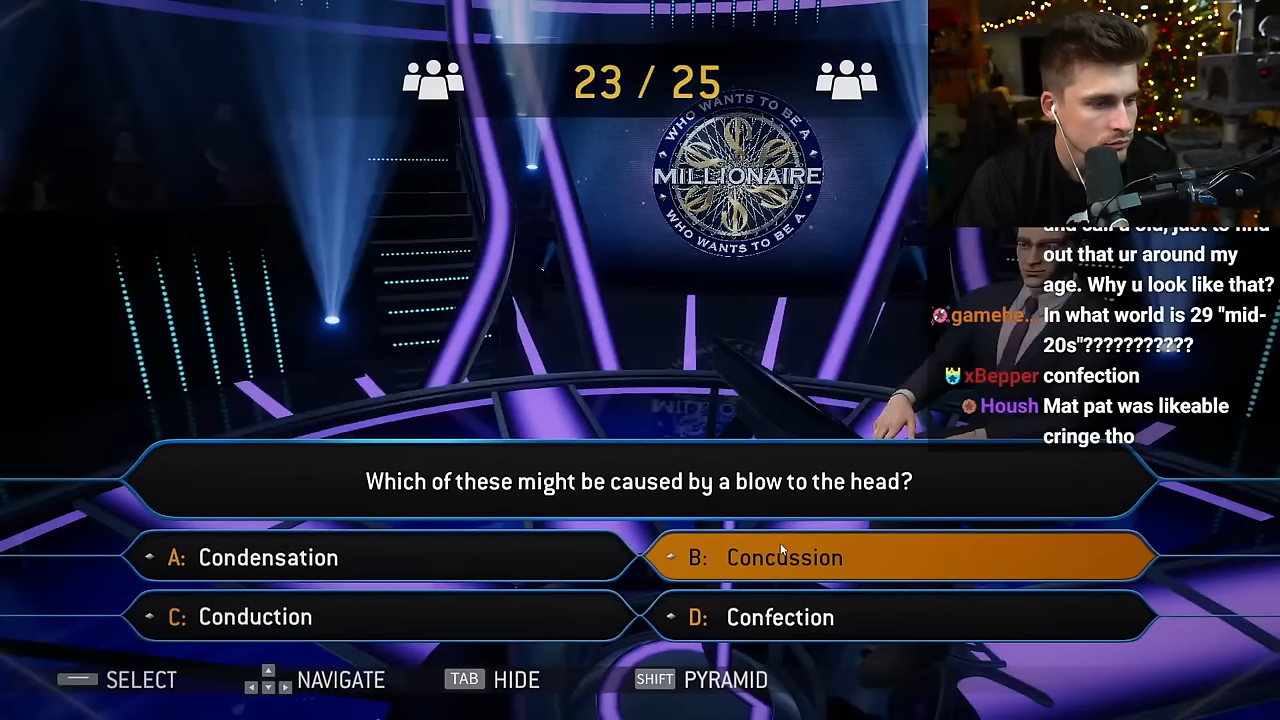 23 / 25
WHO WANTS TO BE A
MILLIONAIRE
WHO WANTS TO BE A
out that ur around my
age. Why u look like that?
gamehe... In what world is 29 "mid-
20s"???????????
xBepper confection
Housh Mat pat was likeable
cringe tho
Which of these might be caused by a blow to the head?
A: Condensation
B: Concussion
C: Conduction
D: Confection
SELECT
NAVIGATE
TAB HIDE
SHIFT PYRAMID